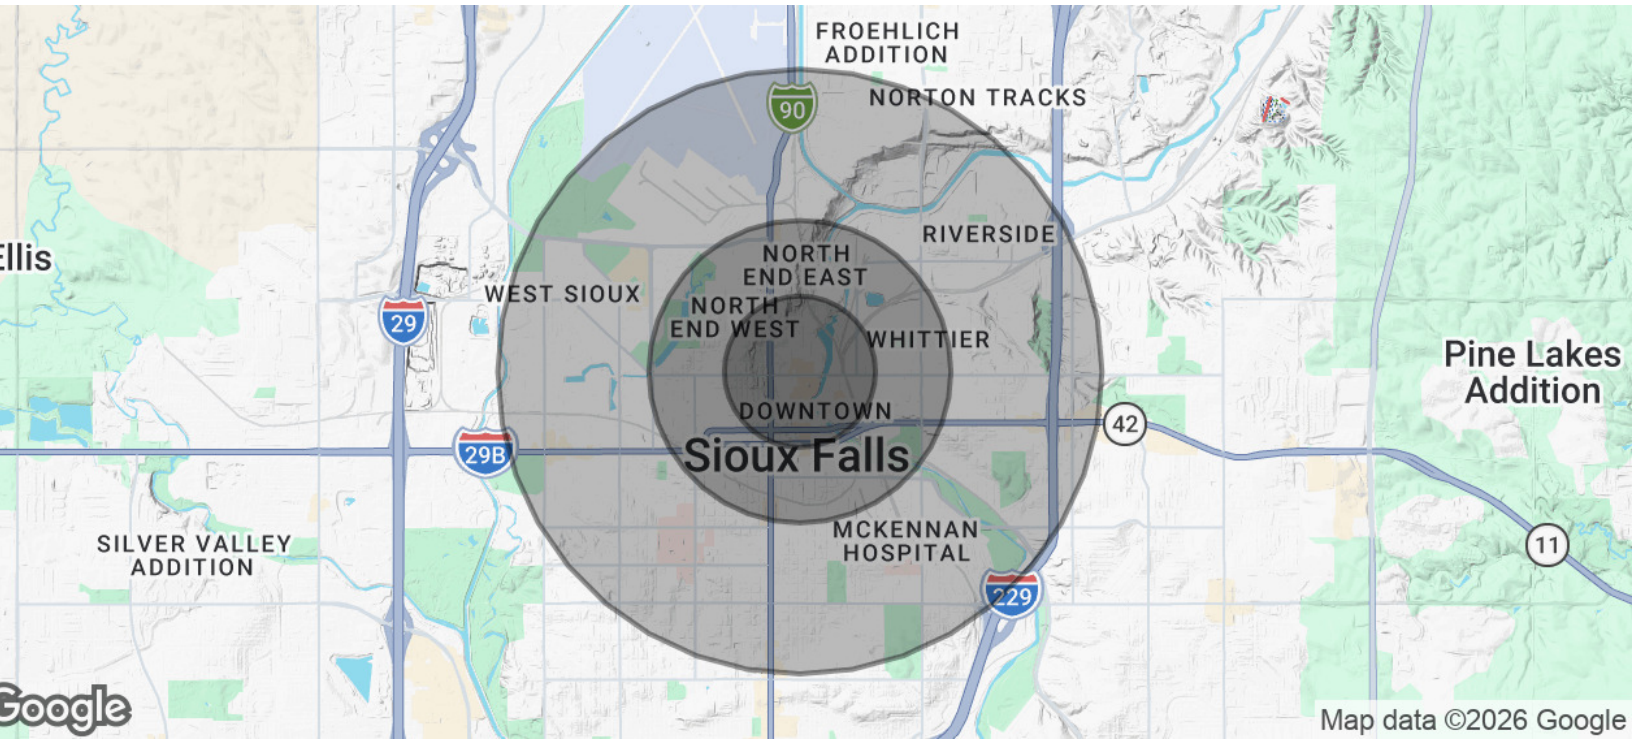 FROEHLICH
ADDITION
90
NORTON TRACKS
RIVERSIDE
NORTH
END EAST
Ellis
WEST SIOUX
NORTH
END WEST
29
WHITTIER
Pine Lakes
Addition
DOWNTOWN
42
Sioux Falls
29B
MCKENNAN
HOSPITAL
SILVER VALLEY
ADDITION
11
229
Google
Map data ©2026 Google